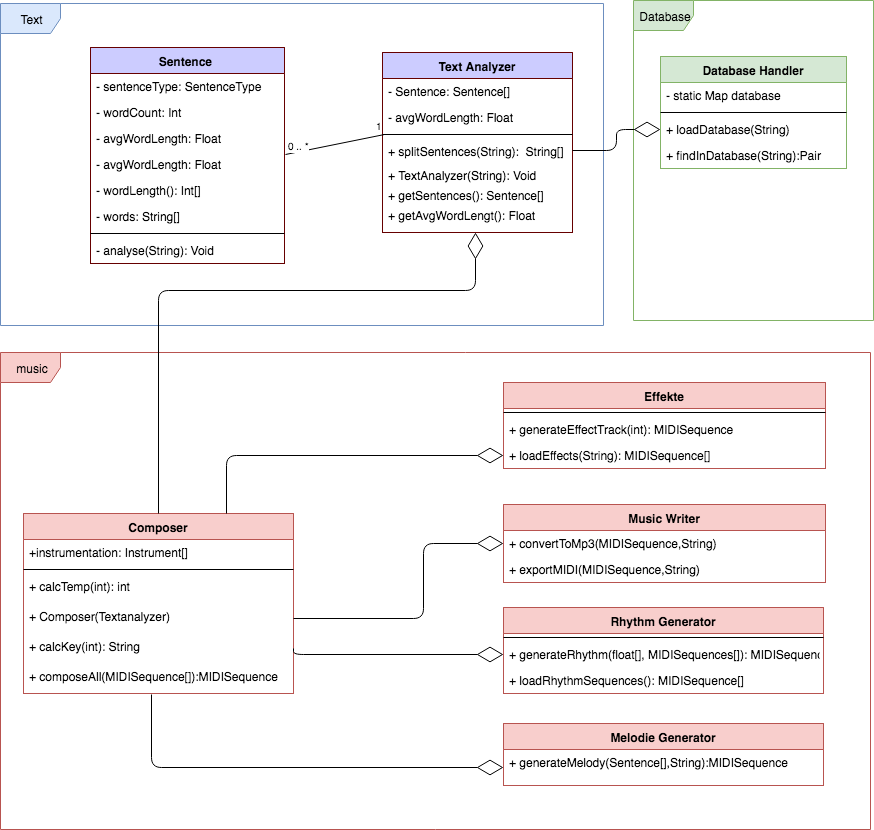 Text
Sentence
- sentenceType: SentenceType
- wordCount: Int
- avgWordLength: Float
- avgWordLength: Float
- wordLength(): Int[]
- words: String[]
- analyse(String): Void
0 .. *
1
Text Analyzer
- Sentence: Sentence[]
- avgWordLength: Float
+ splitSentences(String): String[]
+ TextAnalyzer(String): Void
+ getSentences(): Sentence[]
+ getAvgWordLengt(): Float
Database
Database Handler
- static Map database
+ loadDatabase(String)
+ findInDatabase(String):Pair
music
Effekte
+ generateEffectTrack(int): MIDISequence
+ loadEffects(String): MIDISequence[]
Composer
+instrumentation: Instrument[]
+ calcTemp(int): int
+ Composer(Textanalyzer)
+ calcKey(int): String
+ composeAll(MIDISequence[]):MIDISequence
Music Writer
+ convertToMp3(MIDISequence,String)
+ exportMIDI(MIDISequence,String)
Rhythm Generator
+ generateRhythm(float[], MIDISequences[]): MIDISequenc
+ loadRhythmSequences(): MIDISequence[]
Melodie Generator
+ generateMelody(Sentence[],String):MIDISequence